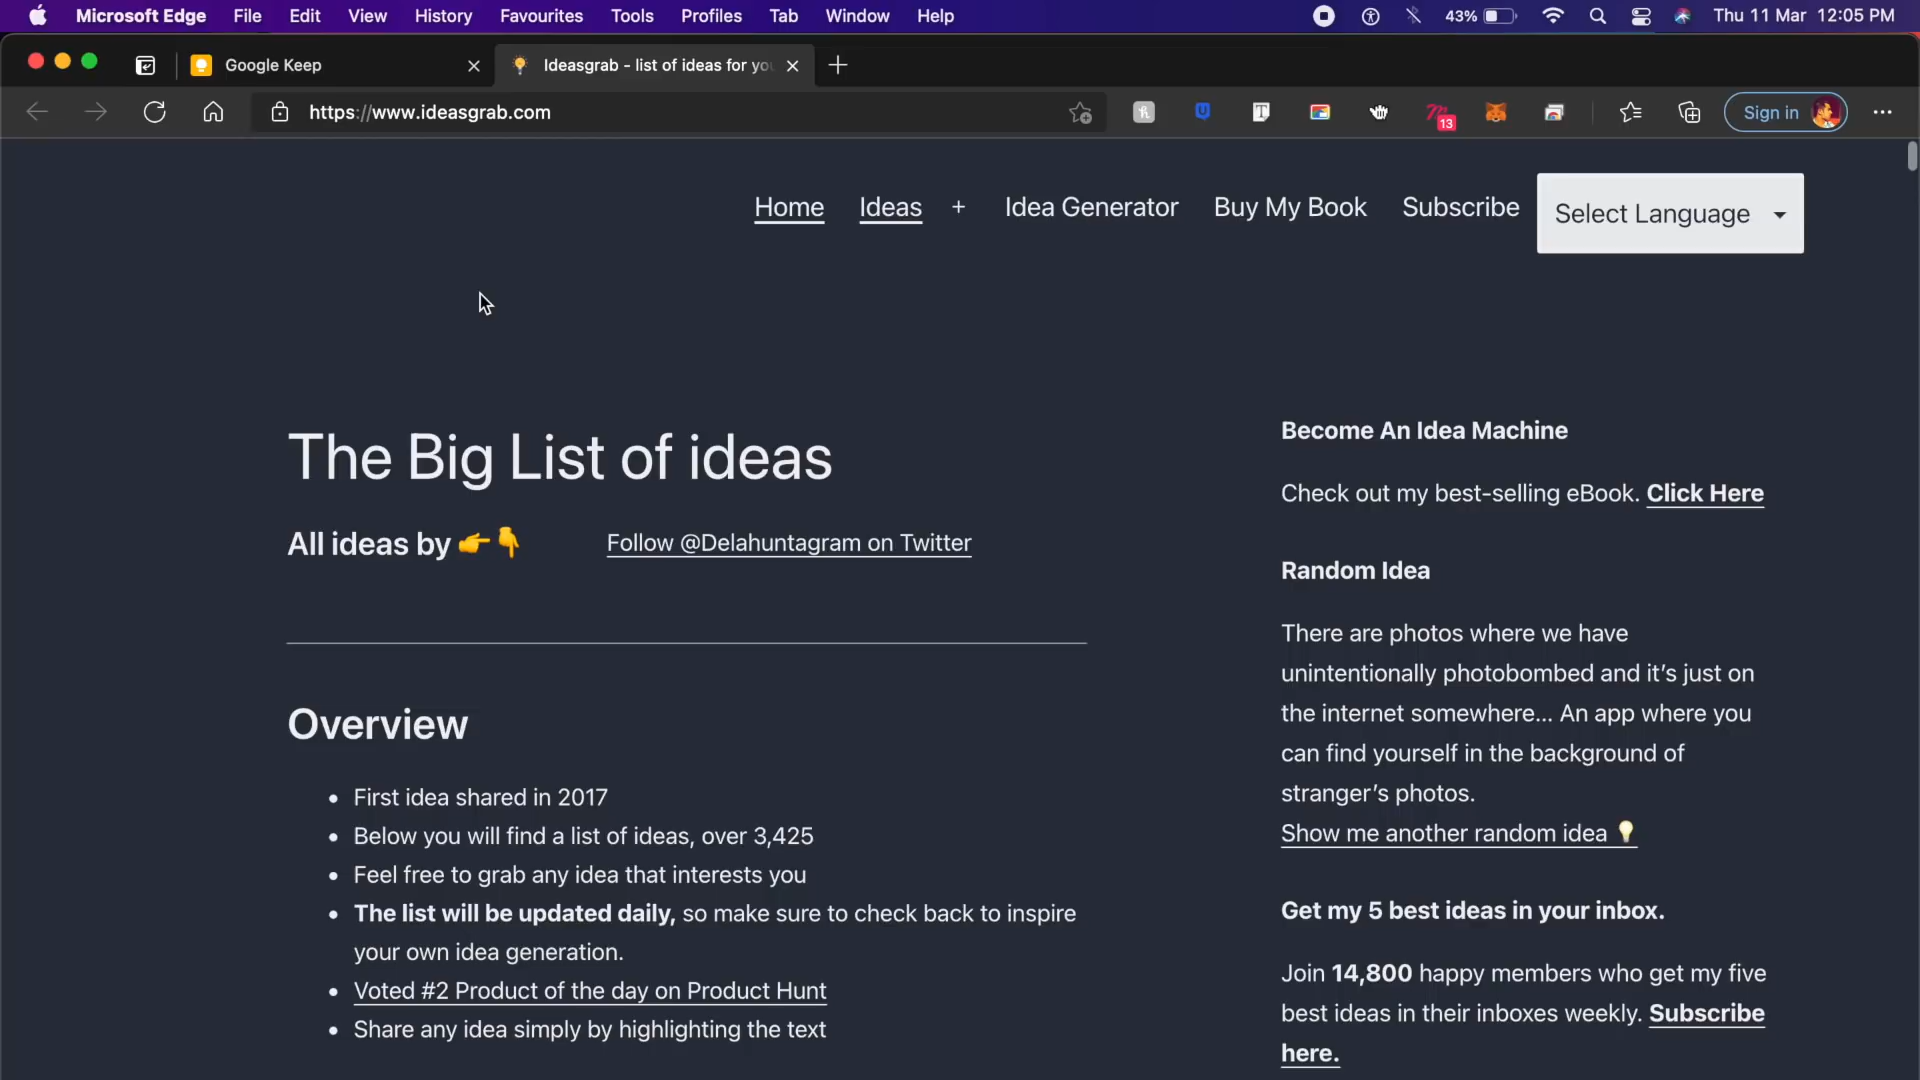 Microsoft Edge File Edit View History Favourites Tools Profiles Tab Window Help 43% Thu 11 Mar 12:05 PM
Google Keep Ideasgrab - list of ideas for you
https://www.ideasgrab.com 13 Sign in
Home Ideas + Idea Generator Buy My Book Subscribe Select Language
The Big List of ideas
All ideas by 👉👇 Follow @Delahuntagram on Twitter
Overview
• First idea shared in 2017
• Below you will find a list of ideas, over 3,425
• Feel free to grab any idea that interests you
• The list will be updated daily, so make sure to check back to inspire
your own idea generation.
• Voted #2 Product of the day on Product Hunt
• Share any idea simply by highlighting the text
Become An Idea Machine
Check out my best-selling eBook. Click Here
Random Idea
There are photos where we have
unintentionally photobombed and it’s just on
the internet somewhere... An app where you
can find yourself in the background of
stranger’s photos.
Show me another random idea 💡
Get my 5 best ideas in your inbox.
Join 14,800 happy members who get my five
best ideas in their inboxes weekly. Subscribe
here.